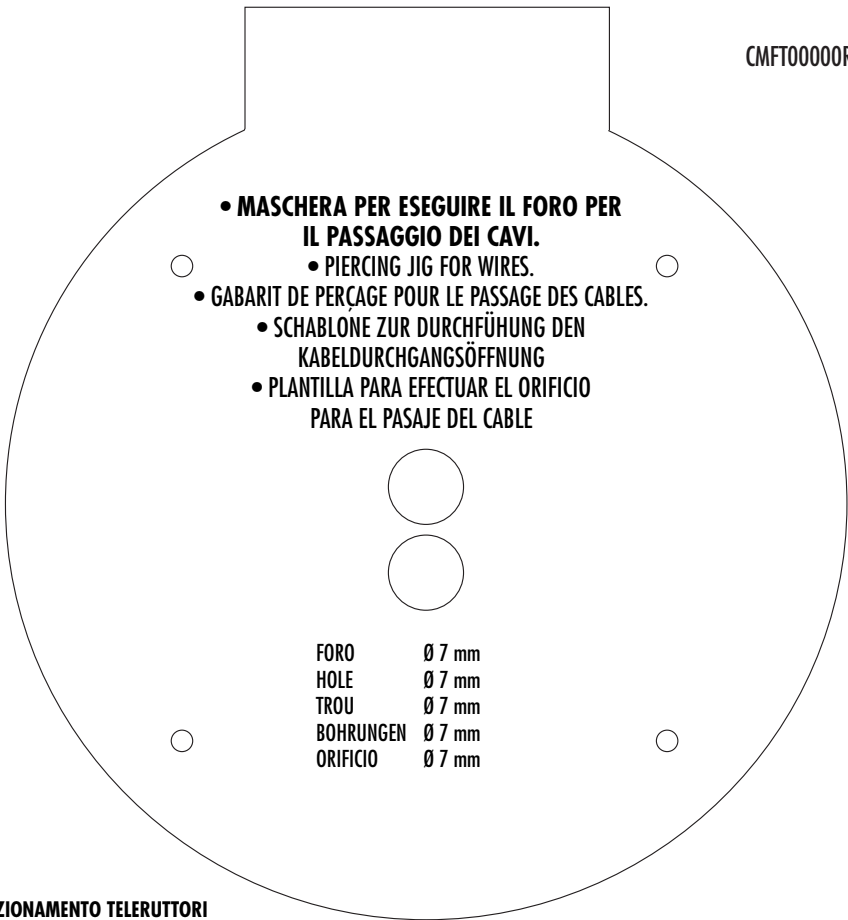 CMFT00000R
• MASCHERA PER ESEGUIRE IL FORO PER
IL PASSAGGIO DEI CAVI.
• PIERCING JIG FOR WIRES.
• GABARIT DE PERÇAGE POUR LE PASSAGE DES CABLES.
• SCHABLONE ZUR DURCHFÜHUNG DEN
KABELDURCHGANGSÖFFNUNG
• PLANTILLA PARA EFECTUAR EL ORIFICIO
PARA EL PASAJE DEL CABLE
FORO Ø 7 mm
HOLE Ø 7 mm
TROU Ø 7 mm
BOHRUNGEN Ø 7 mm
ORIFICIO Ø 7 mm
ZIONAMENTO TELERUTTORI